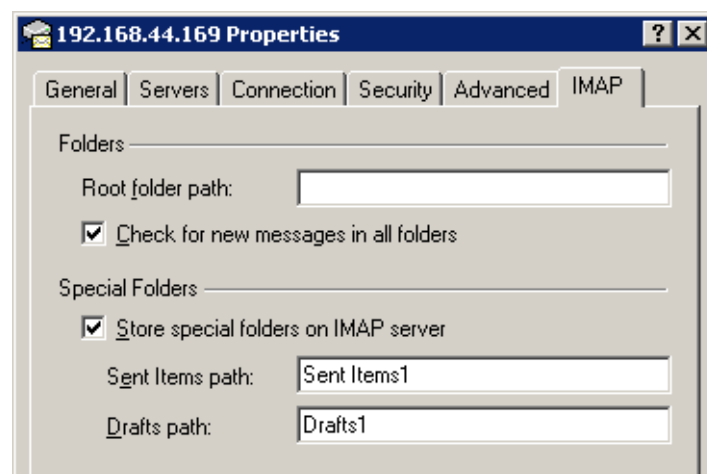 192.168.44.169 Properties
General Servers Connection Security Advanced IMAP
Folders
Root folder path:
Check for new messages in all folders
Special Folders
Store special folders on IMAP server
Sent Items path: Sent Items1
Drafts path: Drafts1